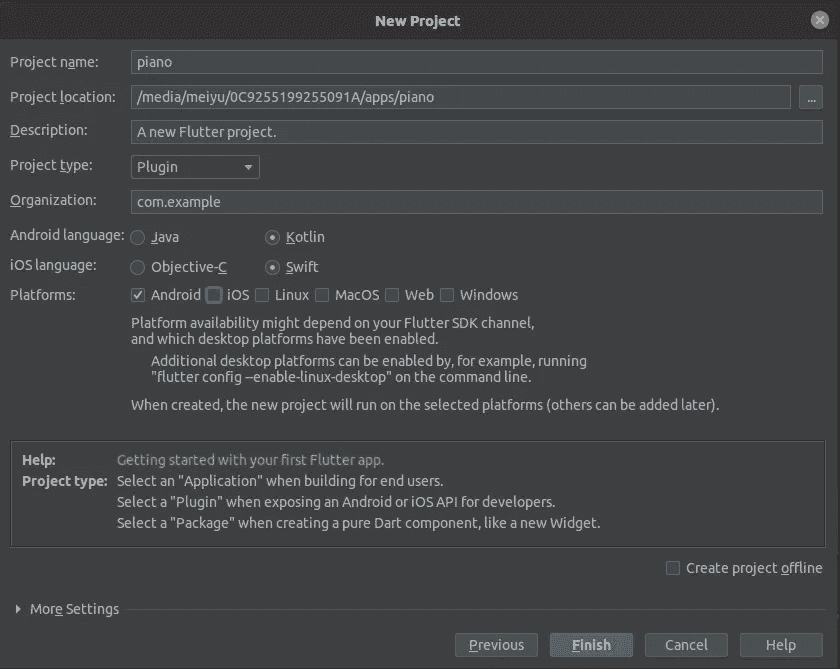 New Project
Project name: piano
Project location: /media/meiyu/0C9255199255091A/apps/piano ...
Description: A new Flutter project.
Project type: Plugin
Organization: com.example
Android language: Java Kotlin
iOS language: Objective-C Swift
Platforms: Android iOS Linux MacOS Web Windows
Platform availability might depend on your Flutter SDK channel,
and which desktop platforms have been enabled.
Additional desktop platforms can be enabled by, for example, running
"flutter config --enable-linux-desktop" on the command line.
When created, the new project will run on the selected platforms (others can be added later).
Help: Getting started with your first Flutter app.
Project type: Select an "Application" when building for end users.
Select a "Plugin" when exposing an Android or iOS API for developers.
Select a "Package" when creating a pure Dart component, like a new Widget.
Create project offline
More Settings
Previous Finish Cancel Help